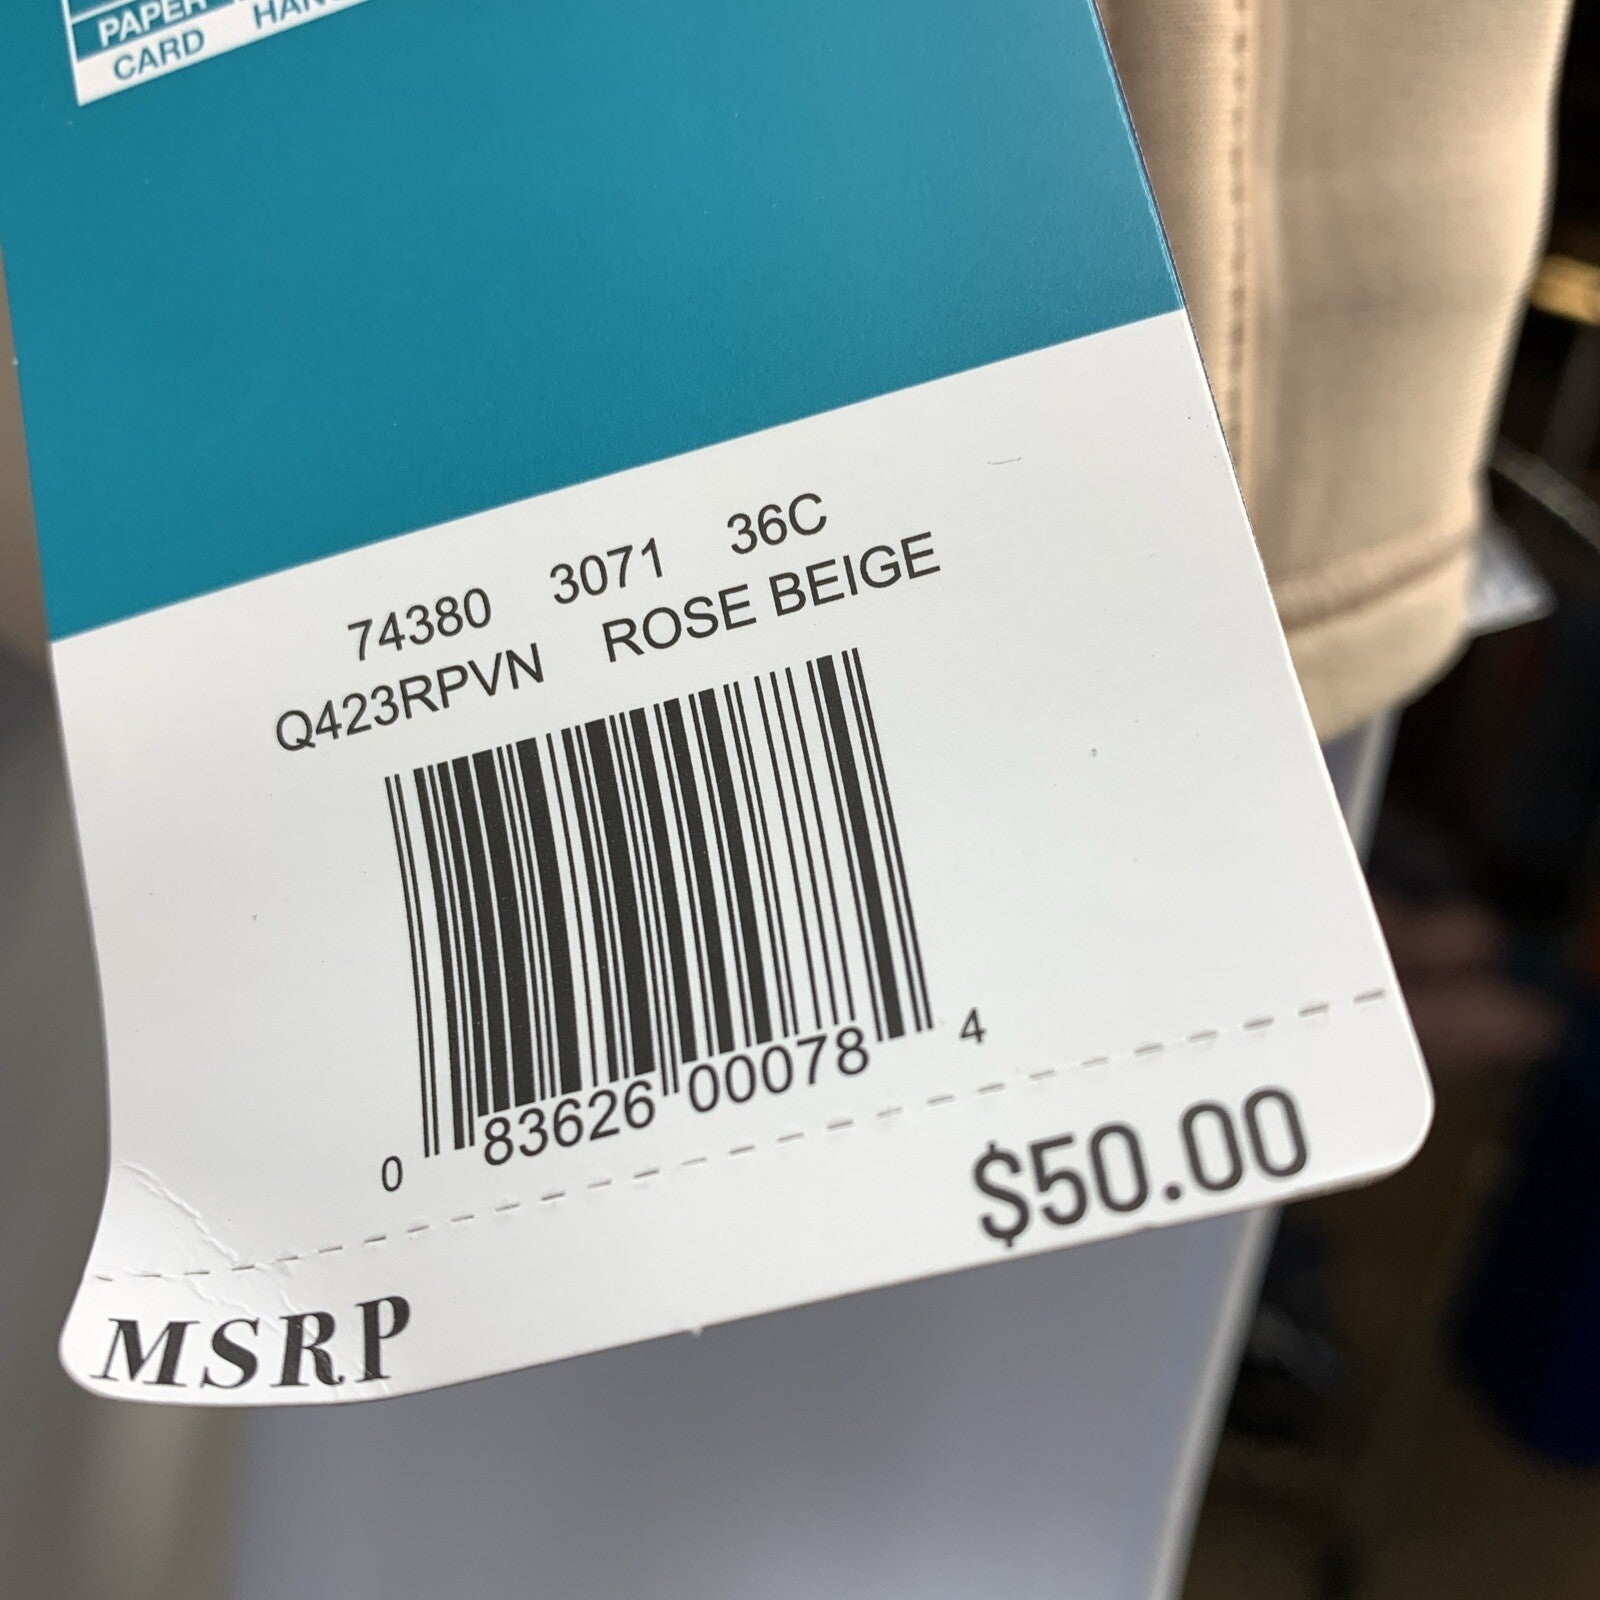 PAPER
CARD
74380 3071 36C
Q423RPVN ROSE BEIGE
0 83626 00078 4
$50.00
MSRP